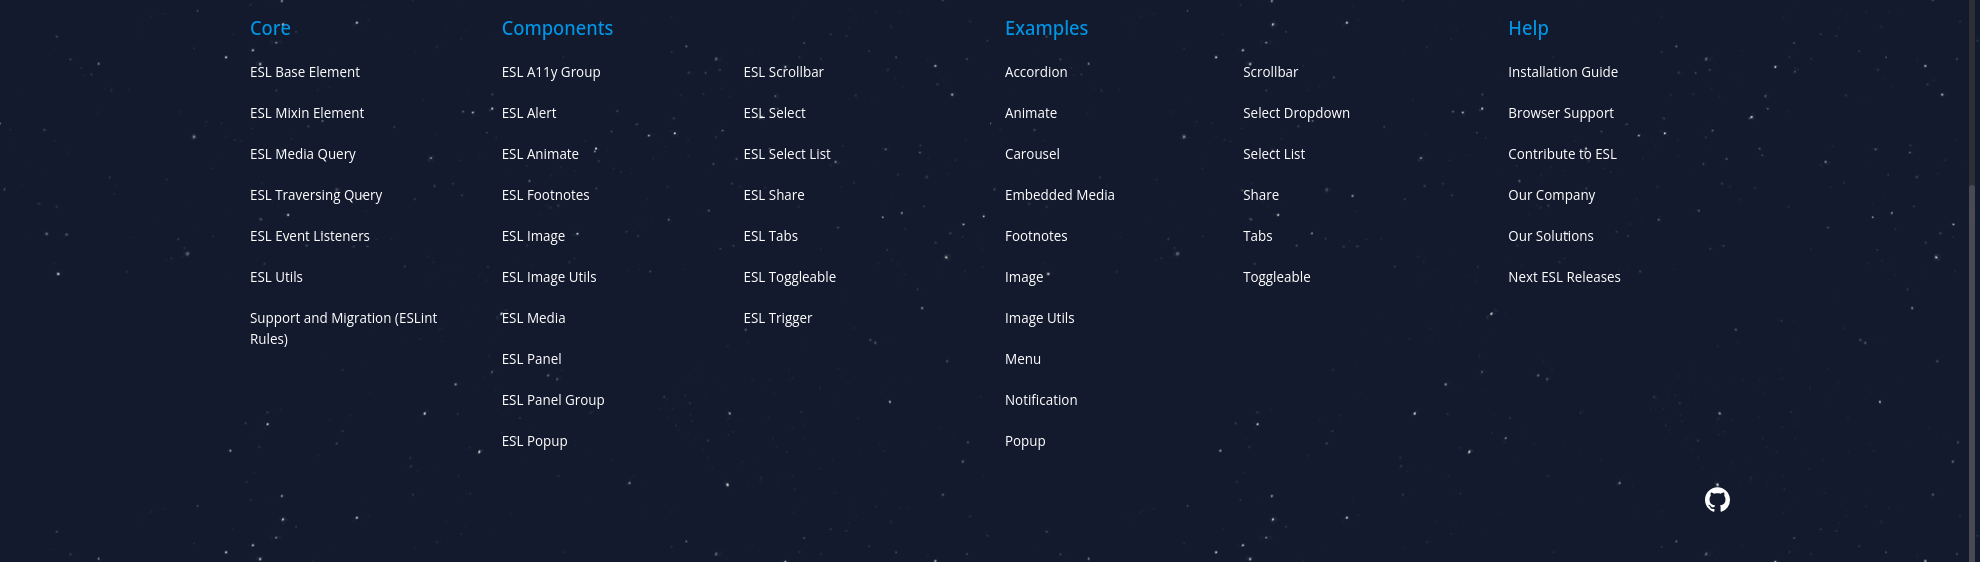 Core
ESL Base Element
ESL Mixin Element
ESL Media Query
ESL Traversing Query
ESL Event Listeners
ESL Utils
Support and Migration (ESLint
Rules)
Components
ESL A11y Group
ESL Alert
ESL Animate
ESL Footnotes
ESL Image
ESL Image Utils
ESL Media
ESL Panel
ESL Panel Group
ESL Popup
ESL Scrollbar
ESL Select
ESL Select List
ESL Share
ESL Tabs
ESL Toggleable
ESL Trigger
Examples
Accordion
Animate
Carousel
Embedded Media
Footnotes
Image
Image Utils
Menu
Notification
Popup
Scrollbar
Select Dropdown
Select List
Share
Tabs
Toggleable
Help
Installation Guide
Browser Support
Contribute to ESL
Our Company
Our Solutions
Next ESL Releases